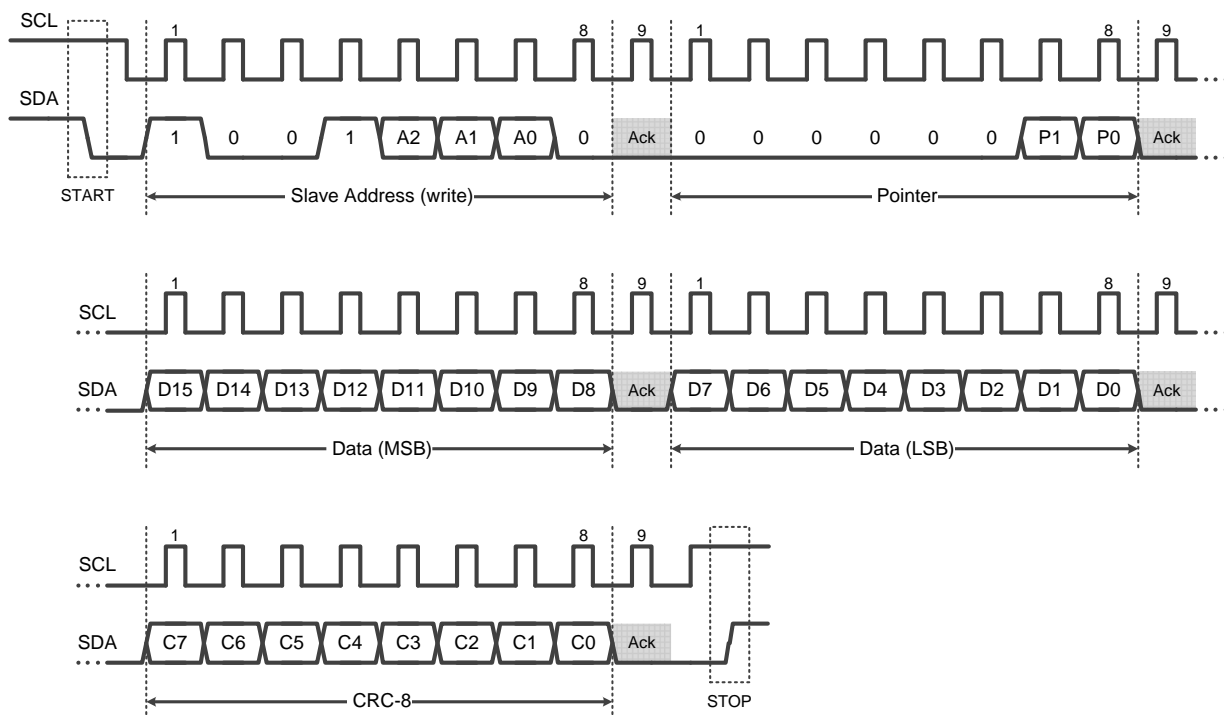 SCL
1 8 9 1 8 9
SDA
1 0 0 1 A2 A1 A0 0 Ack 0 0 0 0 0 0 P1 P0 Ack
START
Slave Address (write) Pointer
1 8 9 1 8 9
SCL
SDA D15 D14 D13 D12 D11 D10 D9 D8 Ack D7 D6 D5 D4 D3 D2 D1 D0 Ack
Data (MSB) Data (LSB)
1 8 9
SCL
SDA C7 C6 C5 C4 C3 C2 C1 C0 Ack
CRC-8 STOP